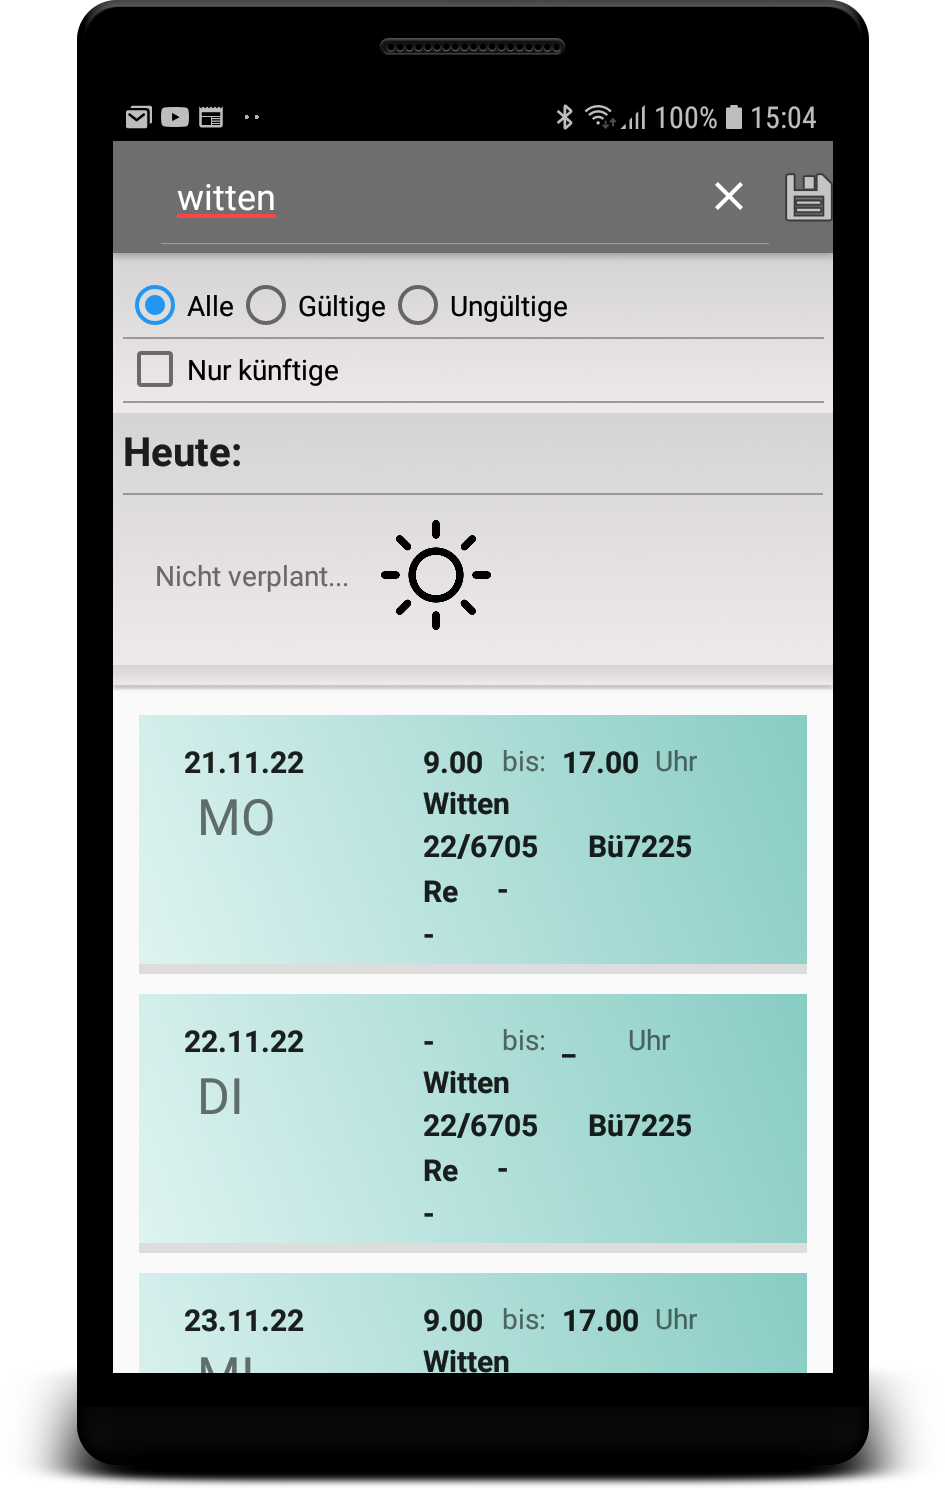 100% 15:04
witten
Alle Gültige Ungültige
Nur künftige
Heute:
Nicht verplant...
21.11.22 9.00 bis: 17.00 Uhr
MO Witten
22/6705 Bü7225
Re -
-
22.11.22 - bis: _ Uhr
DI Witten
22/6705 Bü7225
Re -
-
23.11.22 9.00 bis: 17.00 Uhr
MI Witten